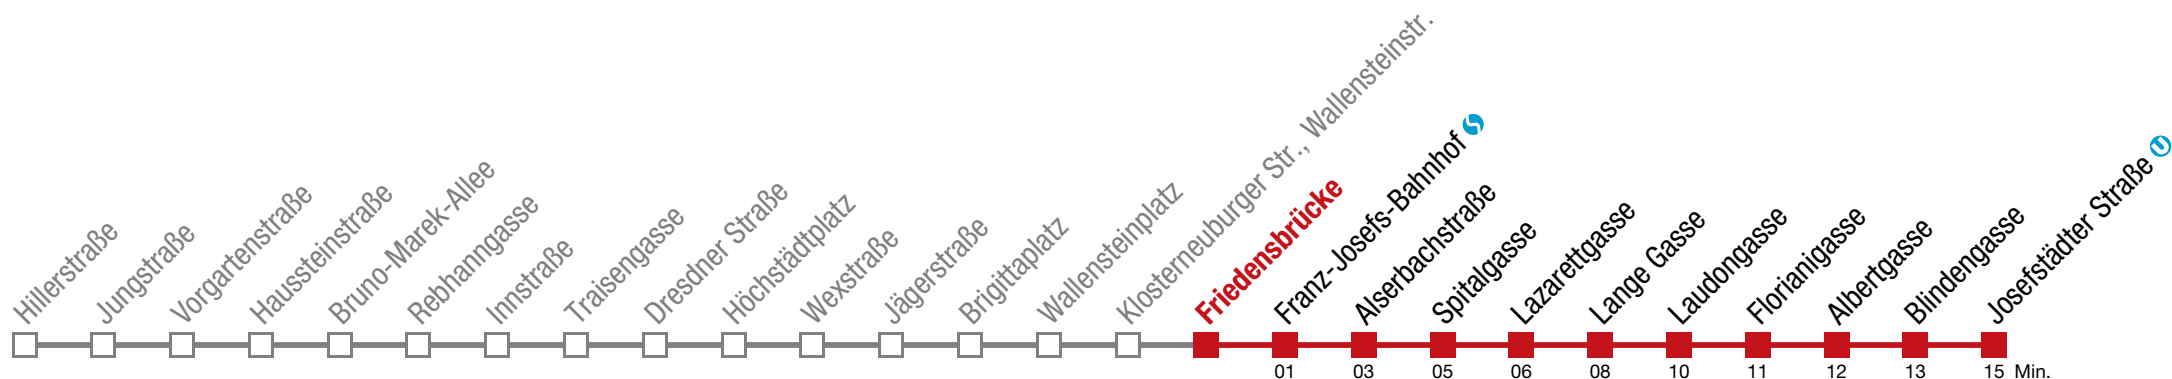 Hillerstraße
Jungstraße
Vorgartenstraße
Haussteinstraße
Bruno-Marek-Allee
Rebhanngasse
Innstraße
Traisengasse
Dresdner Straße
Höchstädtplatz
Wexstraße
Jägerstraße
Brigittaplatz
Wallensteinplatz
Klosterneuburger Str., Wallensteinstr.
Friedensbrücke
Franz-Josefs-Bahnhof
Alserbachstraße
Spitalgasse
Lazarettgasse
Lange Gasse
Laudongasse
Florianigasse
Albertgasse
Blindengasse
Josefstädter Straße
01 03 05 06 08 10 11 12 13 15 Min.